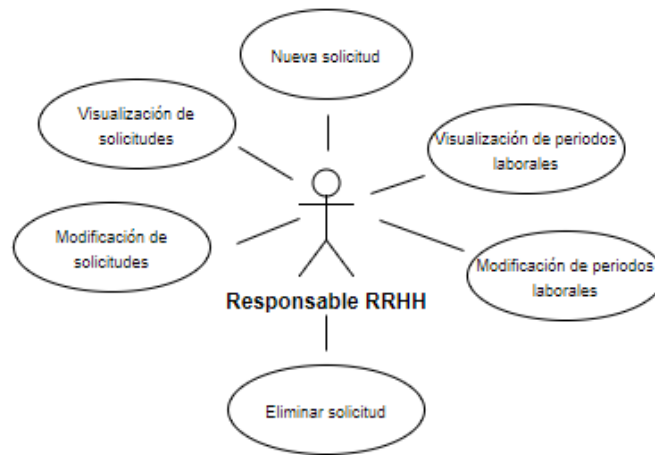 Nueva solicitud
Visualización de
solicitudes
Visualización de periodos
laborales
Modificación de
solicitudes
Modificación de periodos
laborales
Responsable RRHH
Eliminar solicitud